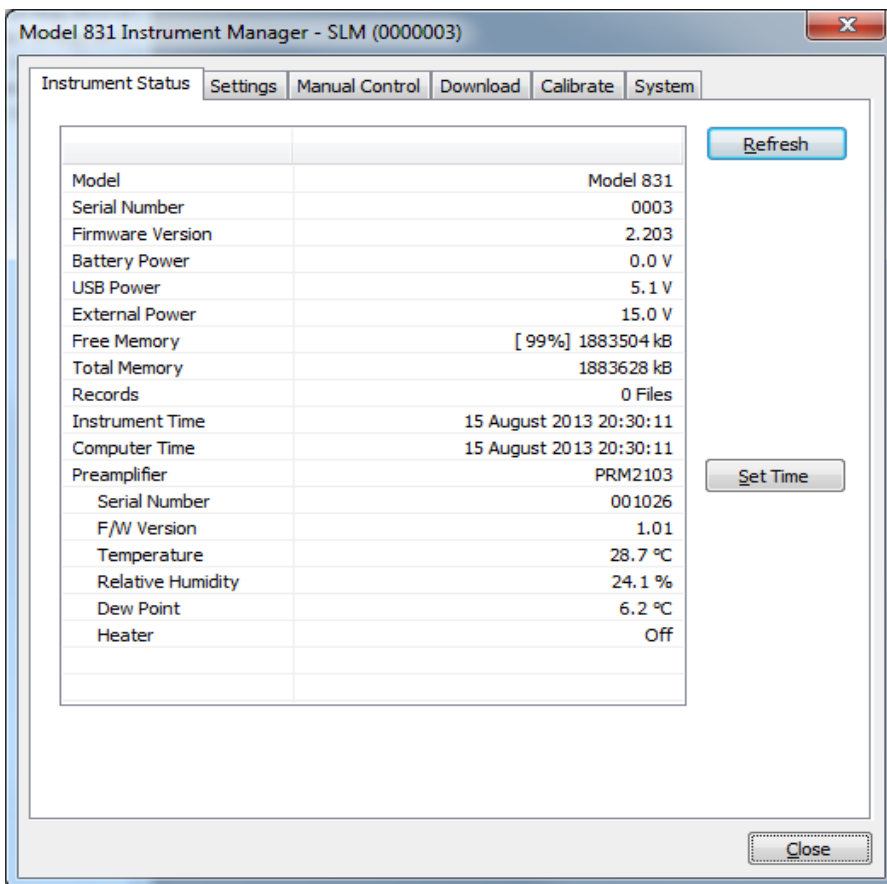 Model 831 Instrument Manager - SLM (0000003)
Instrument Status Settings Manual Control Download Calibrate System
Refresh
Model Model 831
Serial Number 0003
Firmware Version 2.203
Battery Power 0.0 V
USB Power 5.1 V
External Power 15.0 V
Free Memory [ 99%] 1883504 kB
Total Memory 1883628 kB
Records 0 Files
Instrument Time 15 August 2013 20:30:11
Computer Time 15 August 2013 20:30:11
Preamplifier PRM2103
Set Time
Serial Number 001026
F/W Version 1.01
Temperature 28.7 ºC
Relative Humidity 24.1 %
Dew Point 6.2 ºC
Heater Off
Close